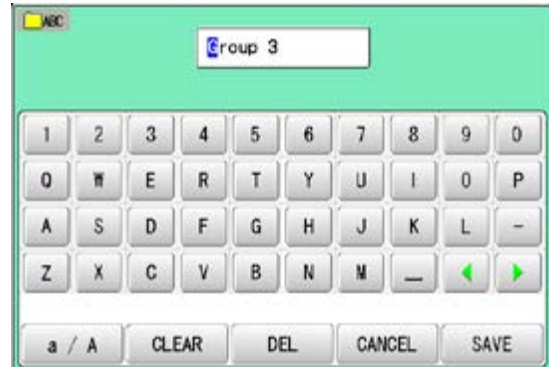 ABC
Group 3
1 2 3 4 5 6 7 8 9 0
Q W E R T Y U I O P
A S D F G H J K L -
Z X C V B N M _
a / A CLEAR DEL CANCEL SAVE